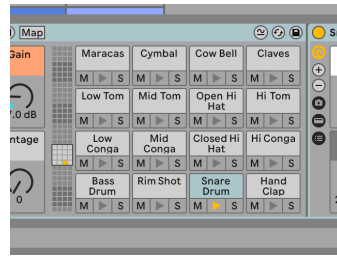 Map
Gain
Maracas
Cymbal
Cow Bell
Claves
M S M S M S M S
7.0 dB
Low Tom
Mid Tom
Open Hi
Hat
Hi Tom
M S M S M S M S
ntage
Low
Conga
Mid
Conga
Closed Hi
Hat
Hi Conga
M S M S M S M S
0
Bass
Drum
Rim Shot
Snare
Drum
Hand
Clap
M S M S M S M S